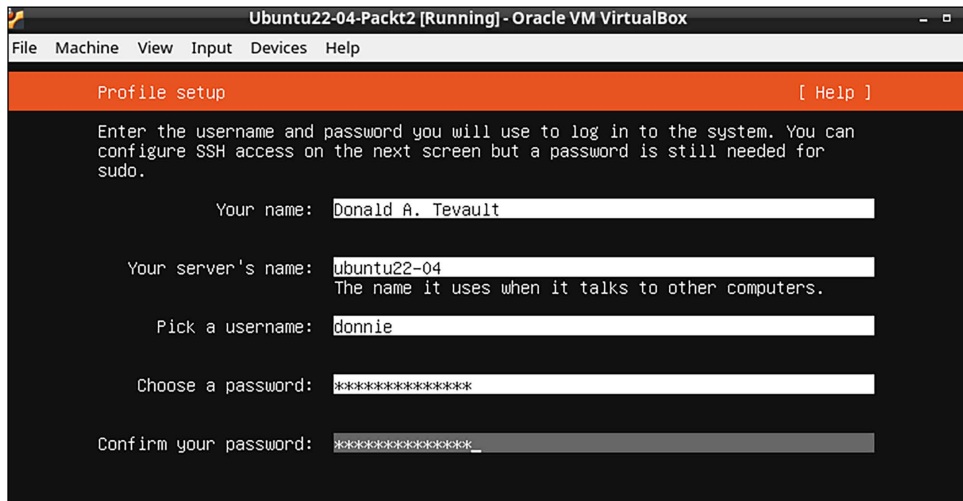 Ubuntu22-04-Packt2 [Running] - Oracle VM VirtualBox
File Machine View Input Devices Help
Profile setup [ Help ]
Enter the username and password you will use to log in to the system. You can
configure SSH access on the next screen but a password is still needed for
sudo.
Your name: Donald A. Tevault
Your server's name: ubuntu22-04
The name it uses when it talks to other computers.
Pick a username: donnie
Choose a password: **************
Confirm your password: **************_